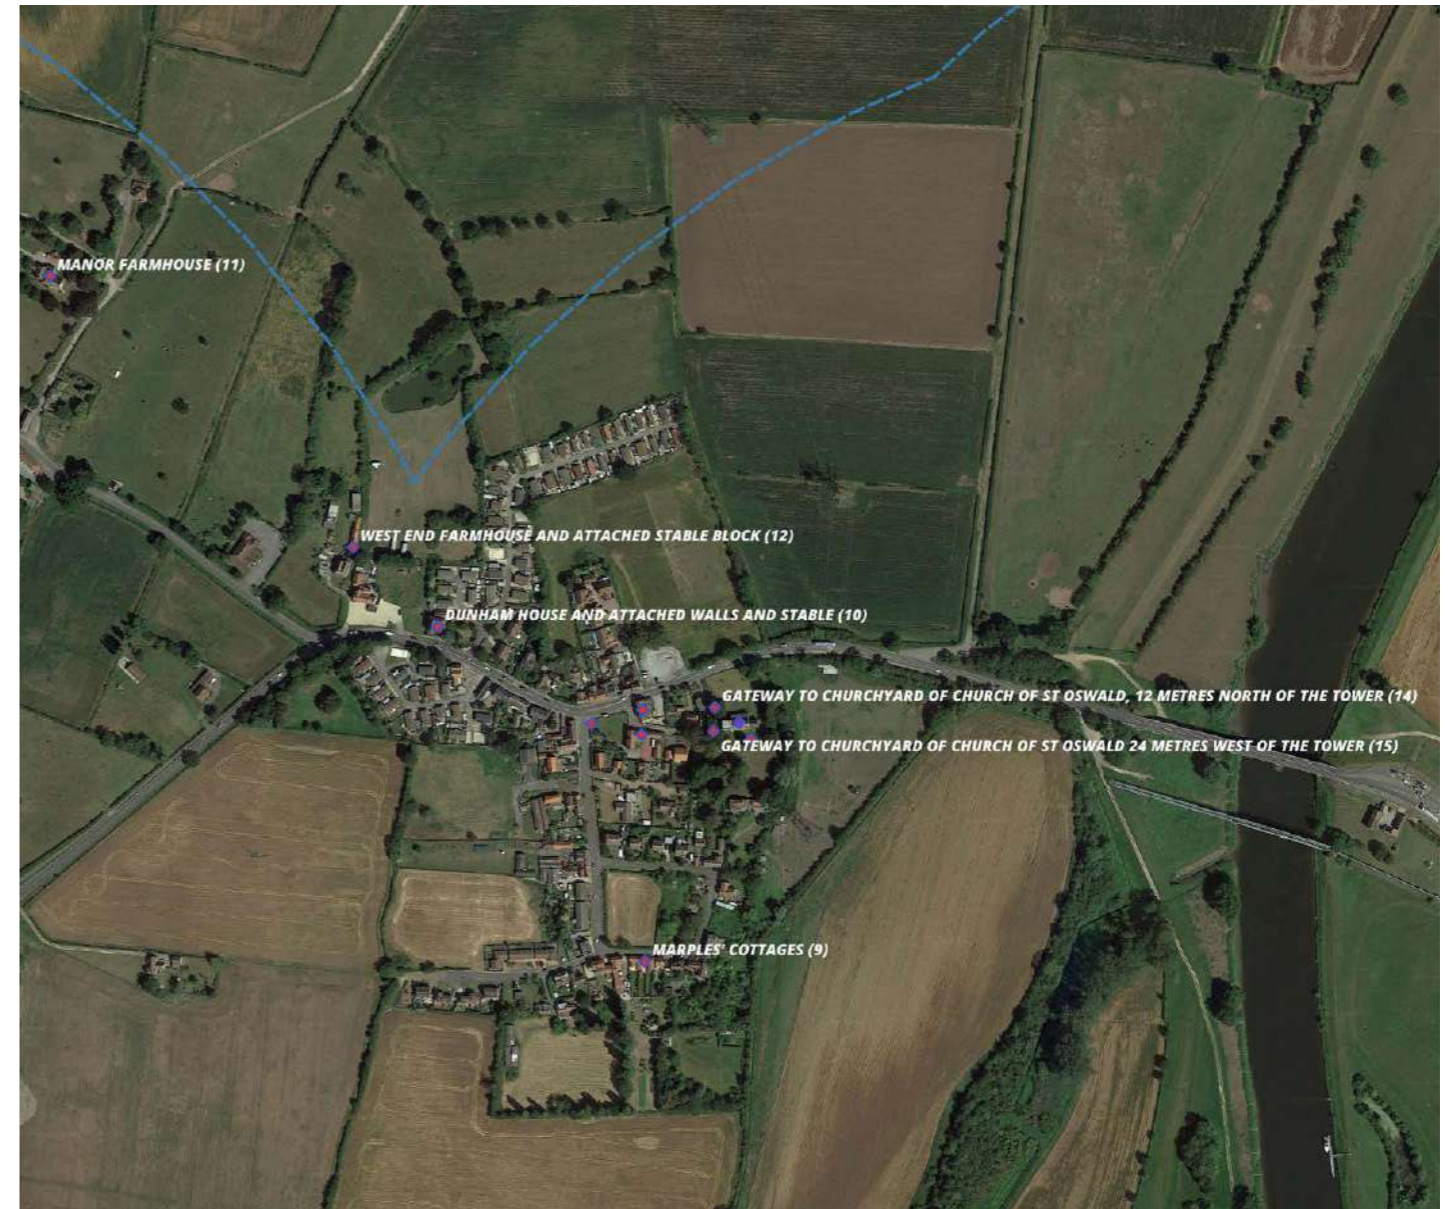 MANOR FARMHOUSE (11)
WEST END FARMHOUSE AND ATTACHED STABLE BLOCK (12)
DUNHAM HOUSE AND ATTACHED WALLS AND STABLE (10)
GATEWAY TO CHURCHYARD OF CHURCH OF ST OSWALD, 12 METRES NORTH OF THE TOWER (14)
GATEWAY TO CHURCHYARD OF CHURCH OF ST OSWALD 24 METRES WEST OF THE TOWER (15)
MARPLES' COTTAGES (9)